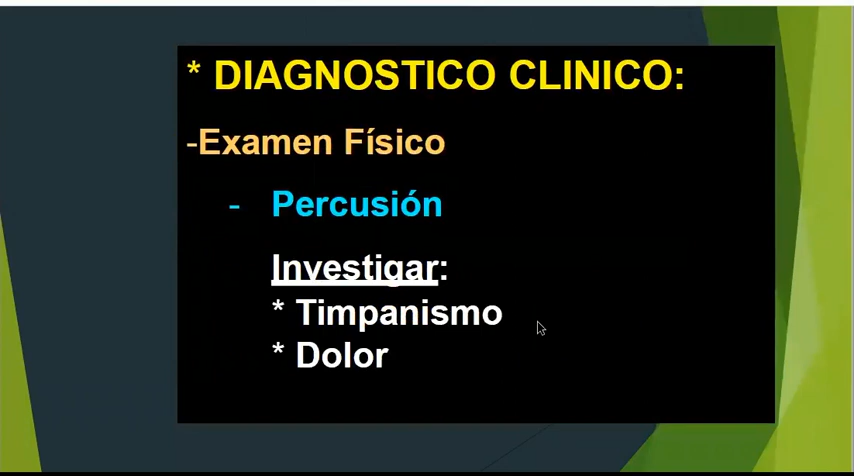 * DIAGNOSTICO CLINICO:
-Examen Físico
- Percusión
Investigar:
* Timpanismo
* Dolor